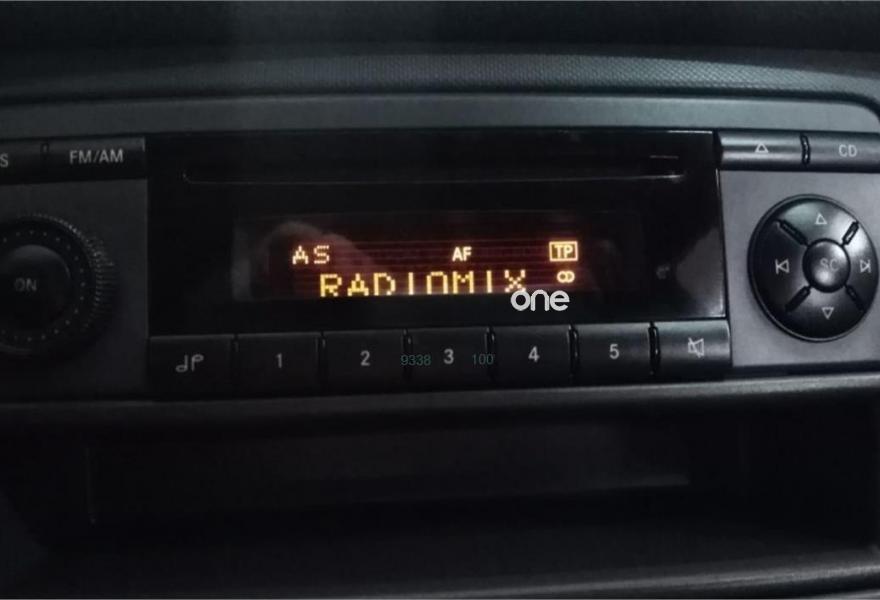 S
FM/AM
CD
AS
AF
TP
RADIOMIX
one
ON
SC
1
2
9338
3
100
4
5